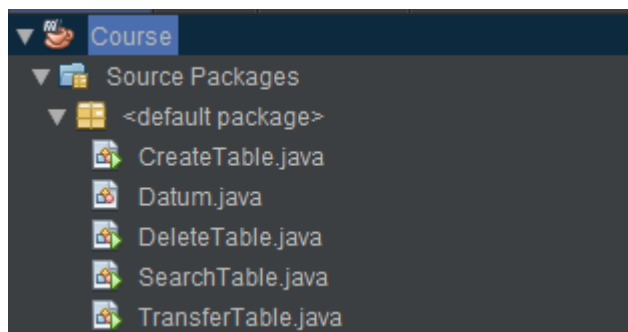 Course
Source Packages
<default package>
CreateTable.java
Datum.java
DeleteTable.java
SearchTable.java
TransferTable.java